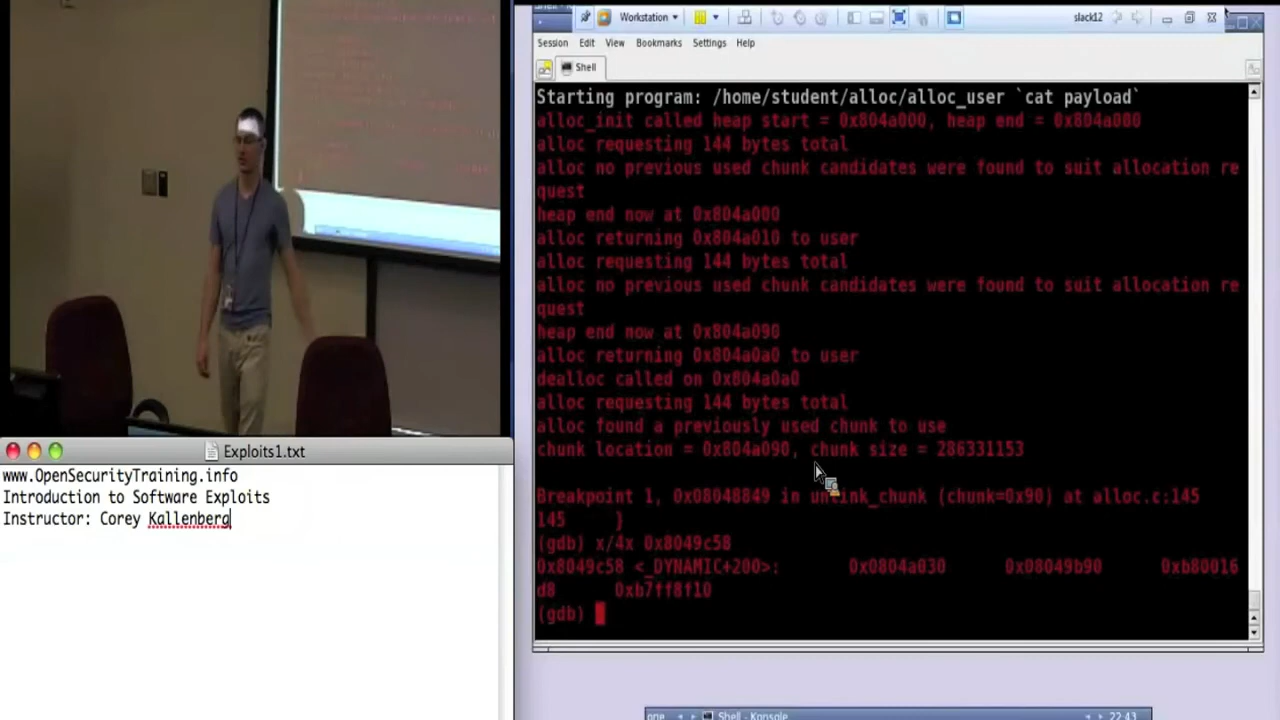 Workstation
slack12
Session Edit View Bookmarks Settings Help
Shell
Starting program: /home/student/alloc/alloc_user `cat payload`
alloc_init called heap start = 0x804a000, heap end = 0x804a000
alloc requesting 144 bytes total
alloc no previous used chunk candidates were found to suit allocation re
quest
heap end now at 0x804a000
alloc returning 0x804a010 to user
alloc requesting 144 bytes total
alloc no previous used chunk candidates were found to suit allocation re
quest
heap end now at 0x804a090
alloc returning 0x804a0a0 to user
dealloc called on 0x804a0a0
alloc requesting 144 bytes total
alloc found a previously used chunk to use
chunk location = 0x804a090, chunk size = 286331153
Breakpoint 1, 0x08048849 in unlink_chunk (chunk=0x90) at alloc.c:145
145 }
(gdb) x/4x 0x8049c58
0x8049c58 <_DYNAMIC+200>: 0x0804a030 0x08049b90 0xb80016
d8 0xb7ff8f10
(gdb)
Exploits1.txt
www.OpenSecurityTraining.info
Introduction to Software Exploits
Instructor: Corey Kallenberg
Shell - Konsole
22:43